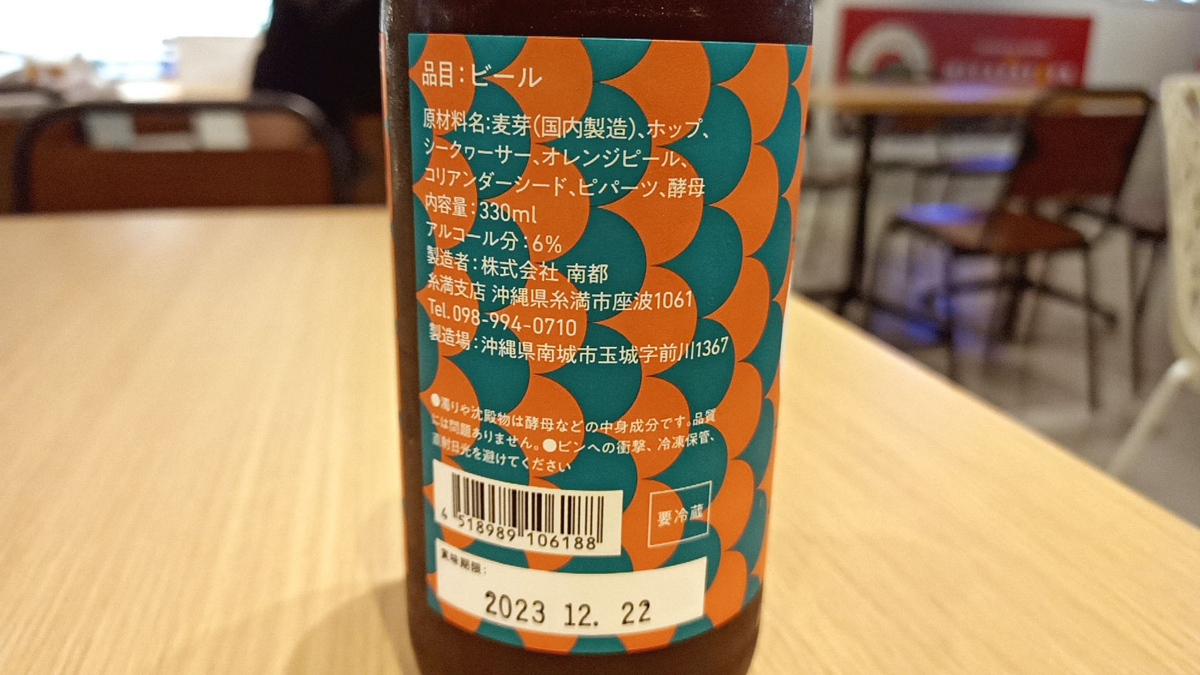 品目：ビール
原材料名：麦芽(国内製造)、ホップ、
シークヮーサー、オレンジピール、
コリアンダーシード、ピパーツ、酵母
内容量：330ml
アルコール分：6%
製造者：株式会社 南都
糸満支店 沖縄県糸満市座波1061
Tel.098-994-0710
製造場：沖縄県南城市玉城字前川1367
●濁りや沈殿物は酵母などの中身成分です。品質
には問題ありません。●ビンへの衝撃、冷凍保管、
直射日光を避けてください
4 518989 106188
要冷蔵
賞味期限：
2023 12. 22